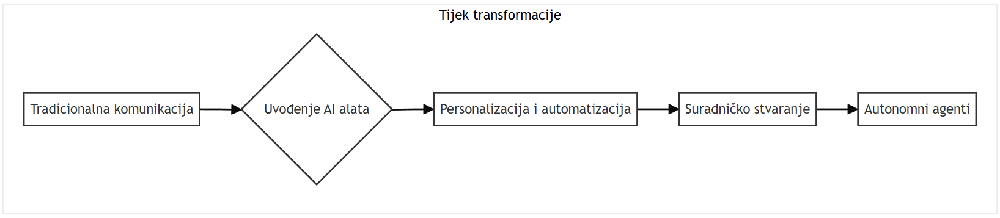 Tijek transformacije
Tradicionalna komunikacija
Uvođenje AI alata
Personalizacija i automatizacija
Suradničko stvaranje
Autonomni agenti